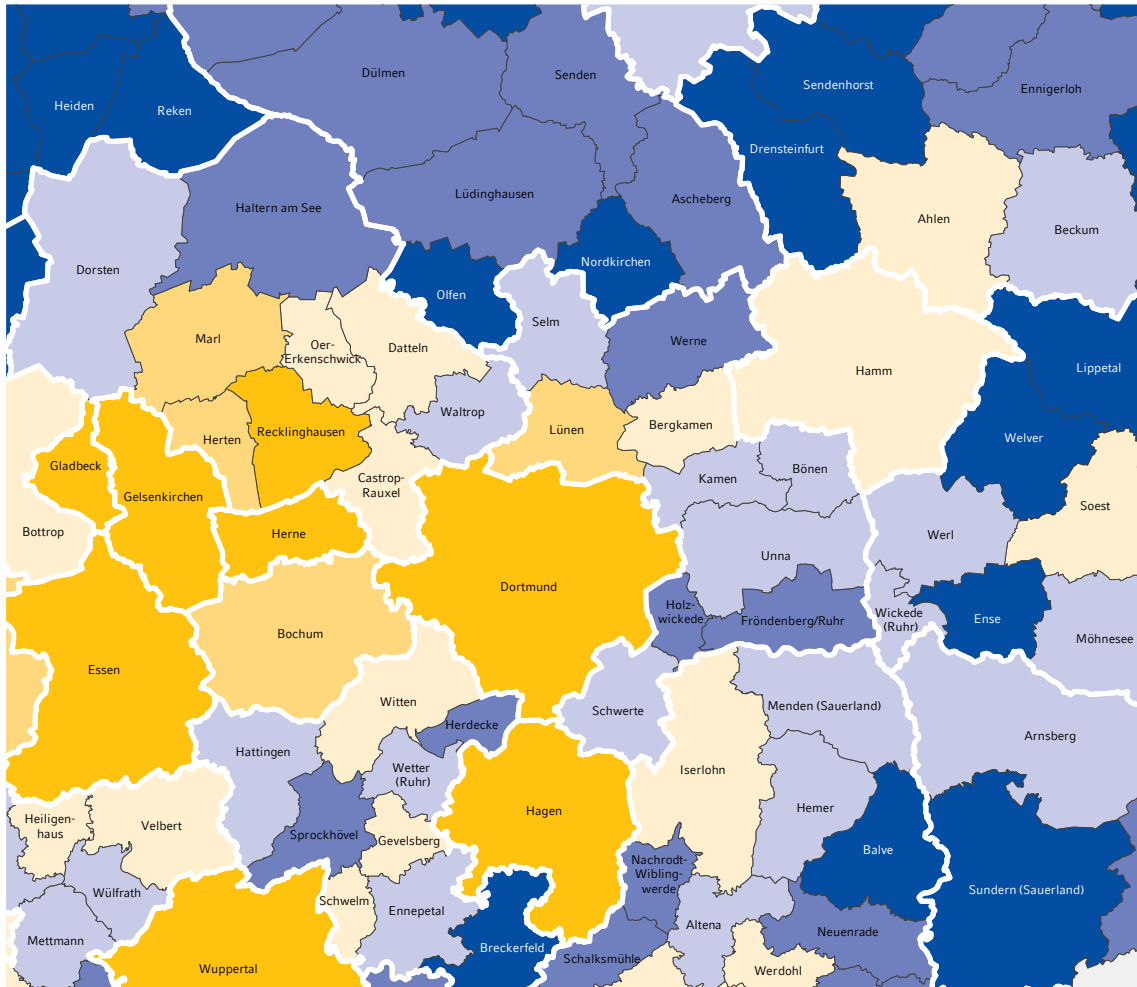 Dülmen
Senden
Sendenhorst
Ennigerloh
Heiden
Reken
Drensteinfurt
Lüdinghausen
Ascheberg
Haltern am See
Ahlen
Beckum
Dorsten
Nordkirchen
Olfen
Selm
Werne
Marl
Oer-
Erkenschwick
Datteln
Hamm
Lippetal
Waltrop
Lünen
Bergkamen
Recklinghausen
Herten
Welver
Gladbeck
Gelsenkirchen
Castrop-
Rauxel
Kamen
Bönen
Soest
Bottrop
Herne
Werl
Unna
Dortmund
Holz-
wickede
Fröndenberg/Ruhr
Wickede
(Ruhr)
Ense
Möhnesee
Bochum
Essen
Witten
Schwerte
Menden (Sauerland)
Herdecke
Arnsberg
Hattingen
Wetter
(Ruhr)
Iserlohn
Hemer
Hagen
Heiligen-
haus
Velbert
Sprockhövel
Gevelsberg
Balve
Nachrodt-
Wibling-
werde
Sundern (Sauerland)
Wülfrath
Schwelm
Ennepetal
Altena
Neuenrade
Mettmann
Breckerfeld
Schalksmühle
Wuppertal
Werdohl